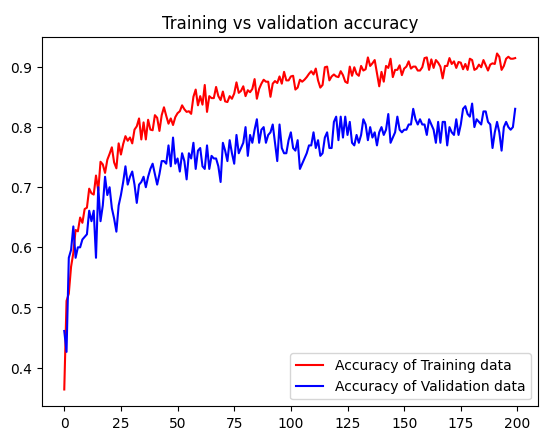 Training vs validation accuracy
0.9
0.8
0.7
0.6
0.5
0.4
Accuracy of Training data
Accuracy of Validation data
0 25 50 75 100 125 150 175 200